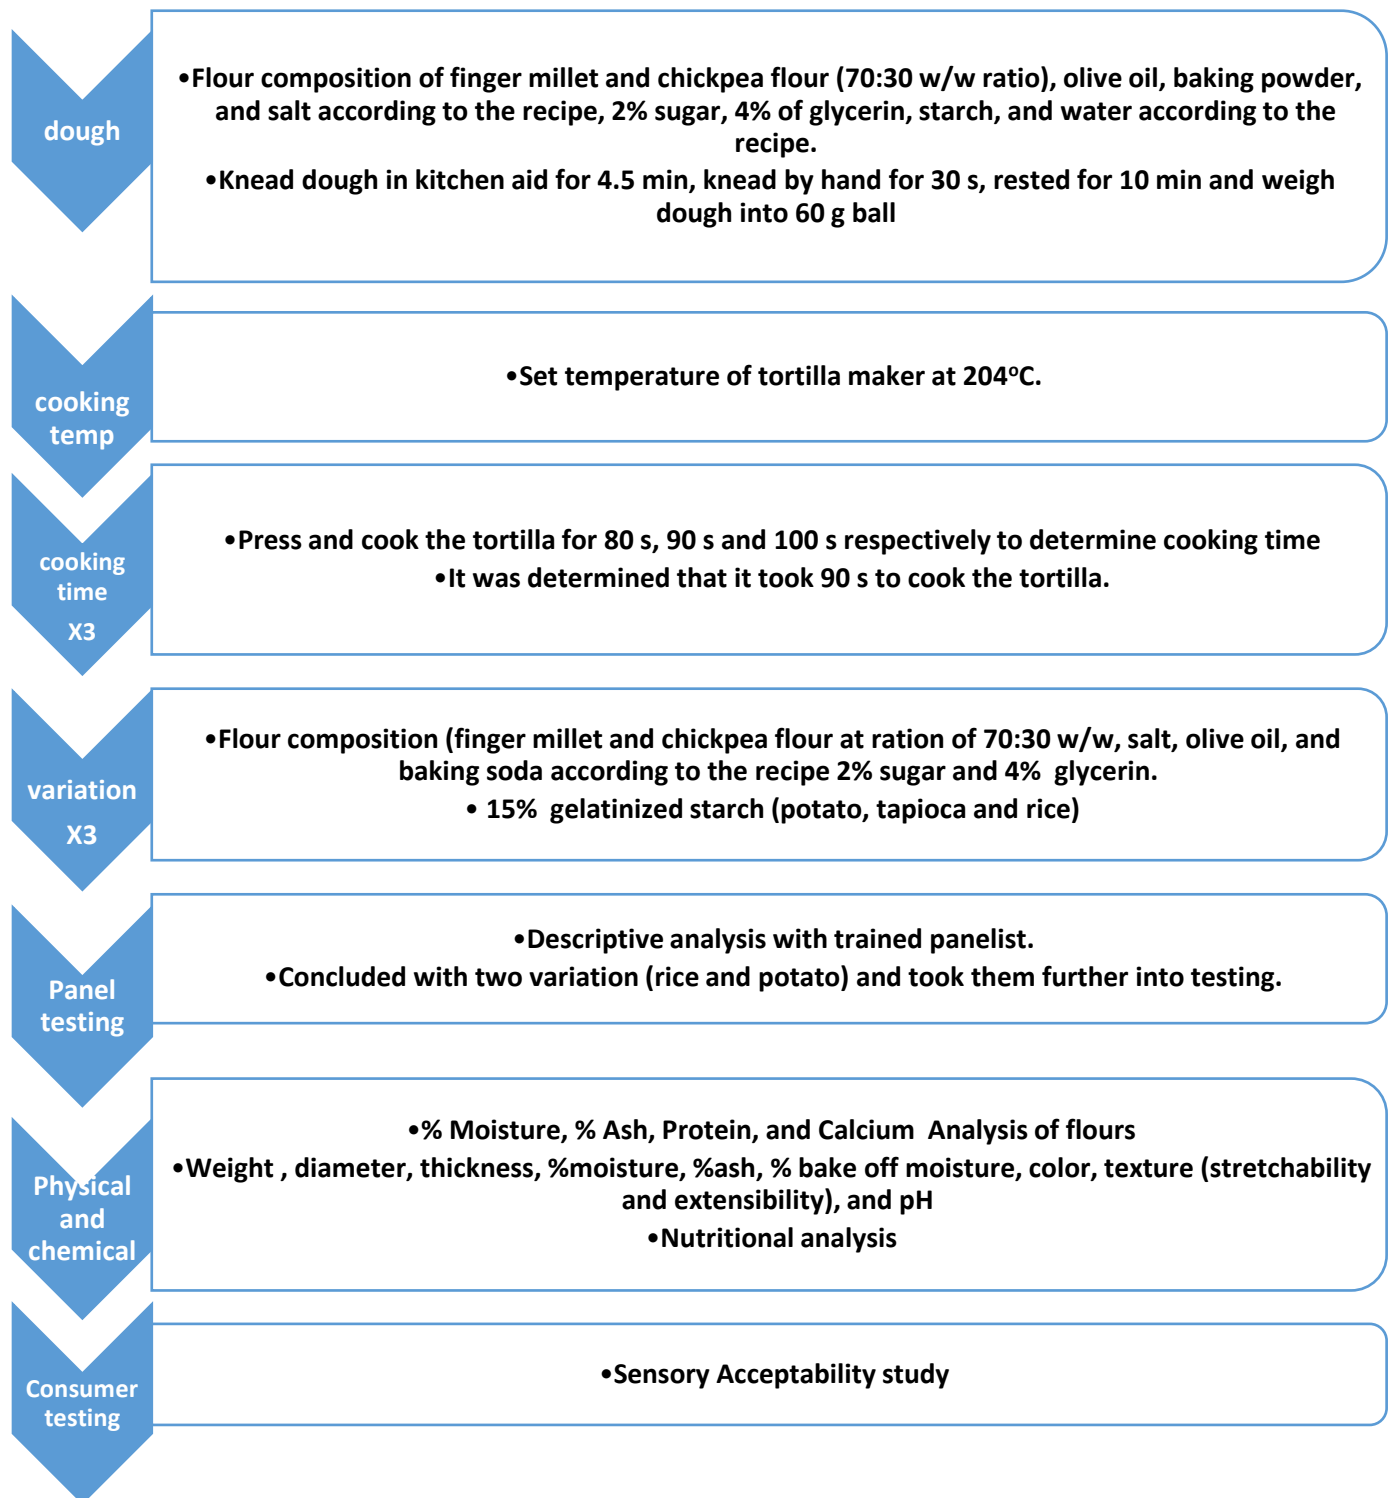 dough
•Flour composition of finger millet and chickpea flour (70:30 w/w ratio), olive oil, baking powder,
and salt according to the recipe, 2% sugar, 4% of glycerin, starch, and water according to the
recipe.
•Knead dough in kitchen aid for 4.5 min, knead by hand for 30 s, rested for 10 min and weigh
dough into 60 g ball
cooking
temp
•Set temperature of tortilla maker at 204ºC.
cooking
time
X3
•Press and cook the tortilla for 80 s, 90 s and 100 s respectively to determine cooking time
•It was determined that it took 90 s to cook the tortilla.
variation
X3
•Flour composition (finger millet and chickpea flour at ration of 70:30 w/w, salt, olive oil, and
baking soda according to the recipe 2% sugar and 4%  glycerin.
• 15%  gelatinized starch (potato, tapioca and rice)
Panel
testing
•Descriptive analysis with trained panelist.
•Concluded with two variation (rice and potato) and took them further into testing.
Physical
and
chemical
•% Moisture, % Ash, Protein, and Calcium  Analysis of flours
•Weight , diameter, thickness, %moisture, %ash, % bake off moisture, color, texture (stretchability
and extensibility), and pH
•Nutritional analysis
Consumer
testing
•Sensory Acceptability study